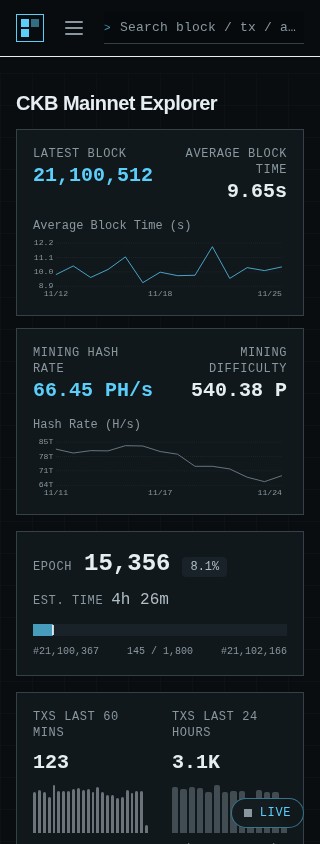 > Search block / tx / a…
CKB Mainnet Explorer
LATEST BLOCK
21,100,512
AVERAGE BLOCK
TIME
9.65s
Average Block Time (s)
12.2
11.1
10.0
8.9
11/12 11/18 11/25
MINING HASH
RATE
66.45 PH/s
MINING
DIFFICULTY
540.38 P
Hash Rate (H/s)
85T
78T
71T
64T
11/11 11/17 11/24
EPOCH 15,356 8.1%
EST. TIME 4h 26m
#21,100,367 145 / 1,800 #21,102,166
TXS LAST 60
MINS
123
TXS LAST 24
HOURS
3.1K
LIVE